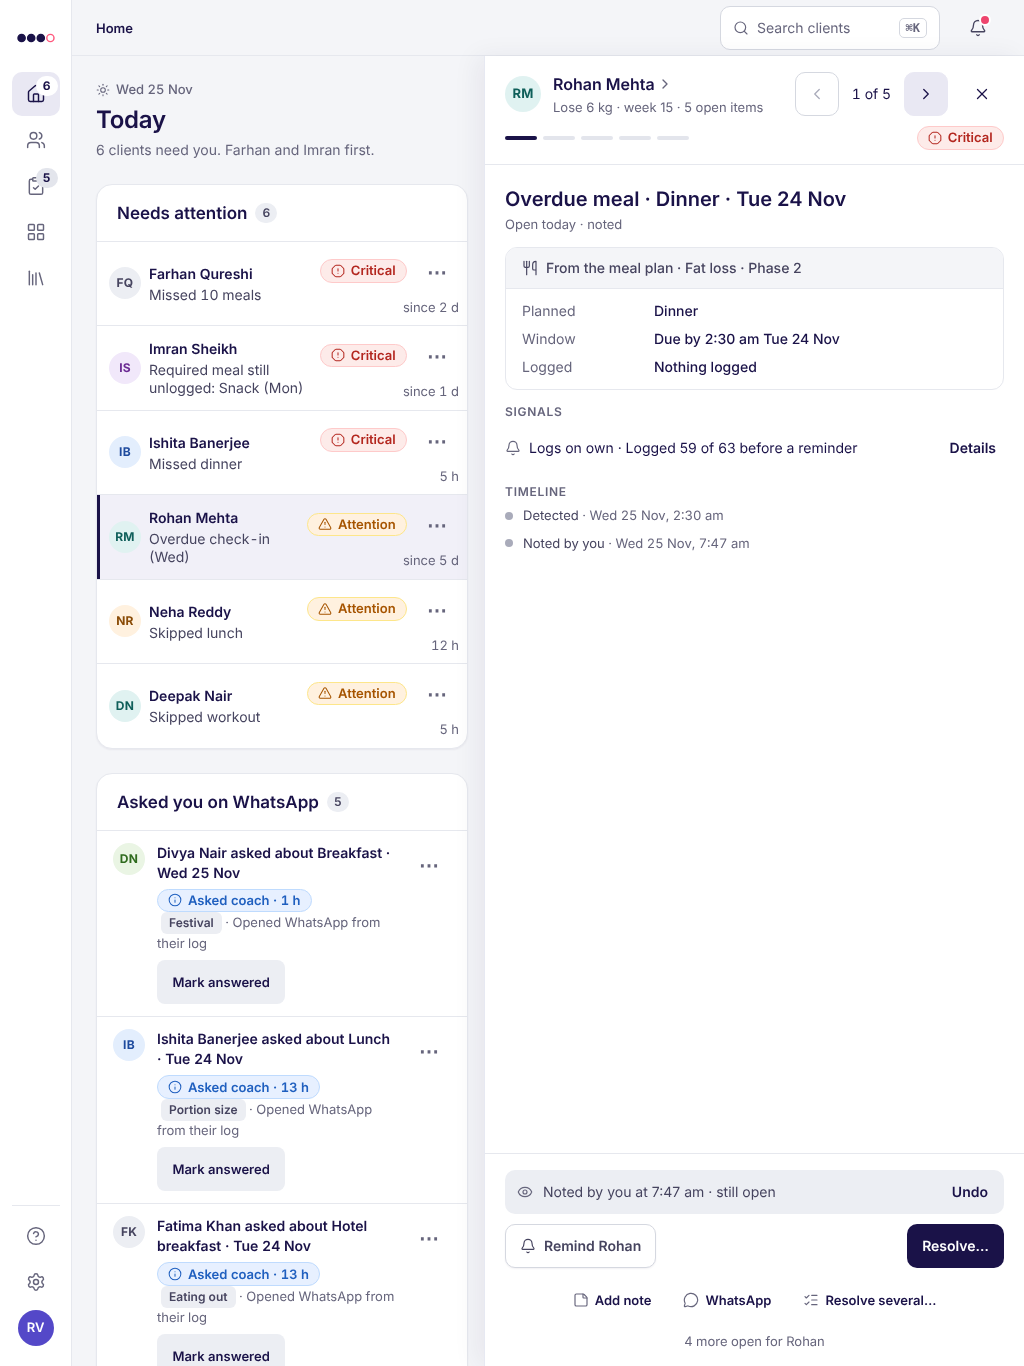 Home
Search clients
⌘K
6
5
Wed 25 Nov
Today
6 clients need you. Farhan and Imran first.
Needs attention 6
FQ
Farhan Qureshi
Missed 10 meals
Critical
since 2 d
IS
Imran Sheikh
Required meal still
unlogged: Snack (Mon)
Critical
since 1 d
IB
Ishita Banerjee
Missed dinner
Critical
5 h
RM
Rohan Mehta
Overdue check-in
(Wed)
Attention
since 5 d
NR
Neha Reddy
Skipped lunch
Attention
12 h
DN
Deepak Nair
Skipped workout
Attention
5 h
Asked you on WhatsApp 5
DN
Divya Nair asked about Breakfast ·
Wed 25 Nov
Asked coach · 1 h
Festival · Opened WhatsApp from
their log
Mark answered
IB
Ishita Banerjee asked about Lunch
· Tue 24 Nov
Asked coach · 13 h
Portion size · Opened WhatsApp
from their log
Mark answered
FK
Fatima Khan asked about Hotel
breakfast · Tue 24 Nov
Asked coach · 13 h
Eating out · Opened WhatsApp from
their log
Mark answered
RV
RM
Rohan Mehta
Lose 6 kg · week 15 · 5 open items
1 of 5
Critical
Overdue meal · Dinner · Tue 24 Nov
Open today · noted
From the meal plan · Fat loss · Phase 2
Planned Dinner
Window Due by 2:30 am Tue 24 Nov
Logged Nothing logged
SIGNALS
Logs on own · Logged 59 of 63 before a reminder Details
TIMELINE
Detected · Wed 25 Nov, 2:30 am
Noted by you · Wed 25 Nov, 7:47 am
Noted by you at 7:47 am · still open Undo
Remind Rohan Resolve...
Add note WhatsApp Resolve several...
4 more open for Rohan